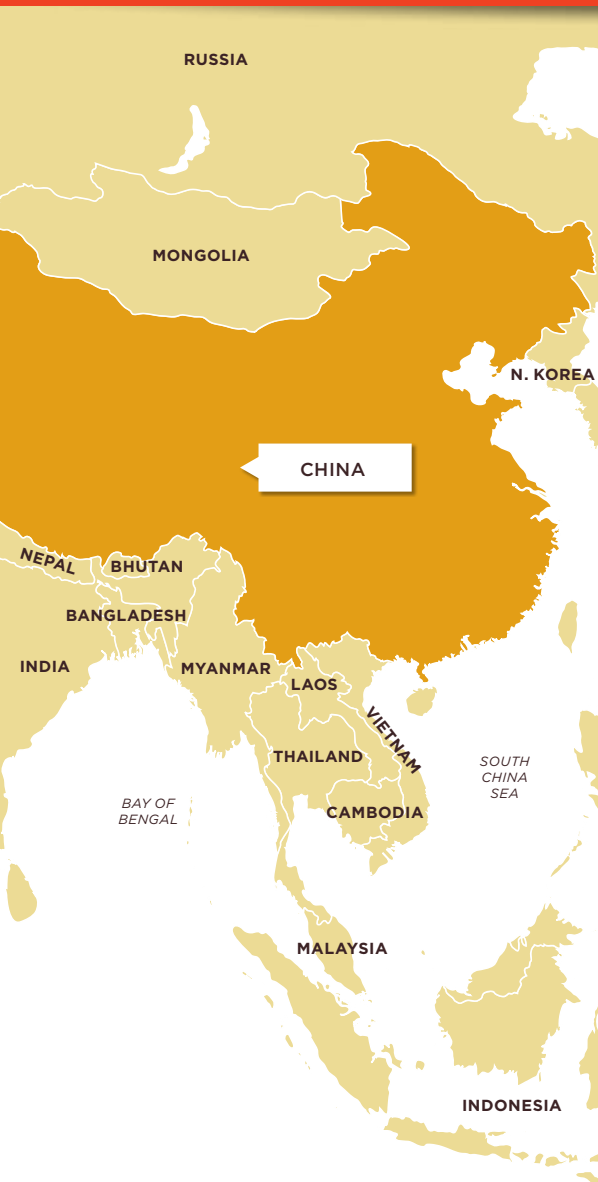 RUSSIA
MONGOLIA
N. KOREA
CHINA
NEPAL
BHUTAN
BANGLADESH
INDIA
MYANMAR
LAOS
VIETNAM
THAILAND
SOUTH
CHINA
SEA
BAY OF
BENGAL
CAMBODIA
MALAYSIA
INDONESIA